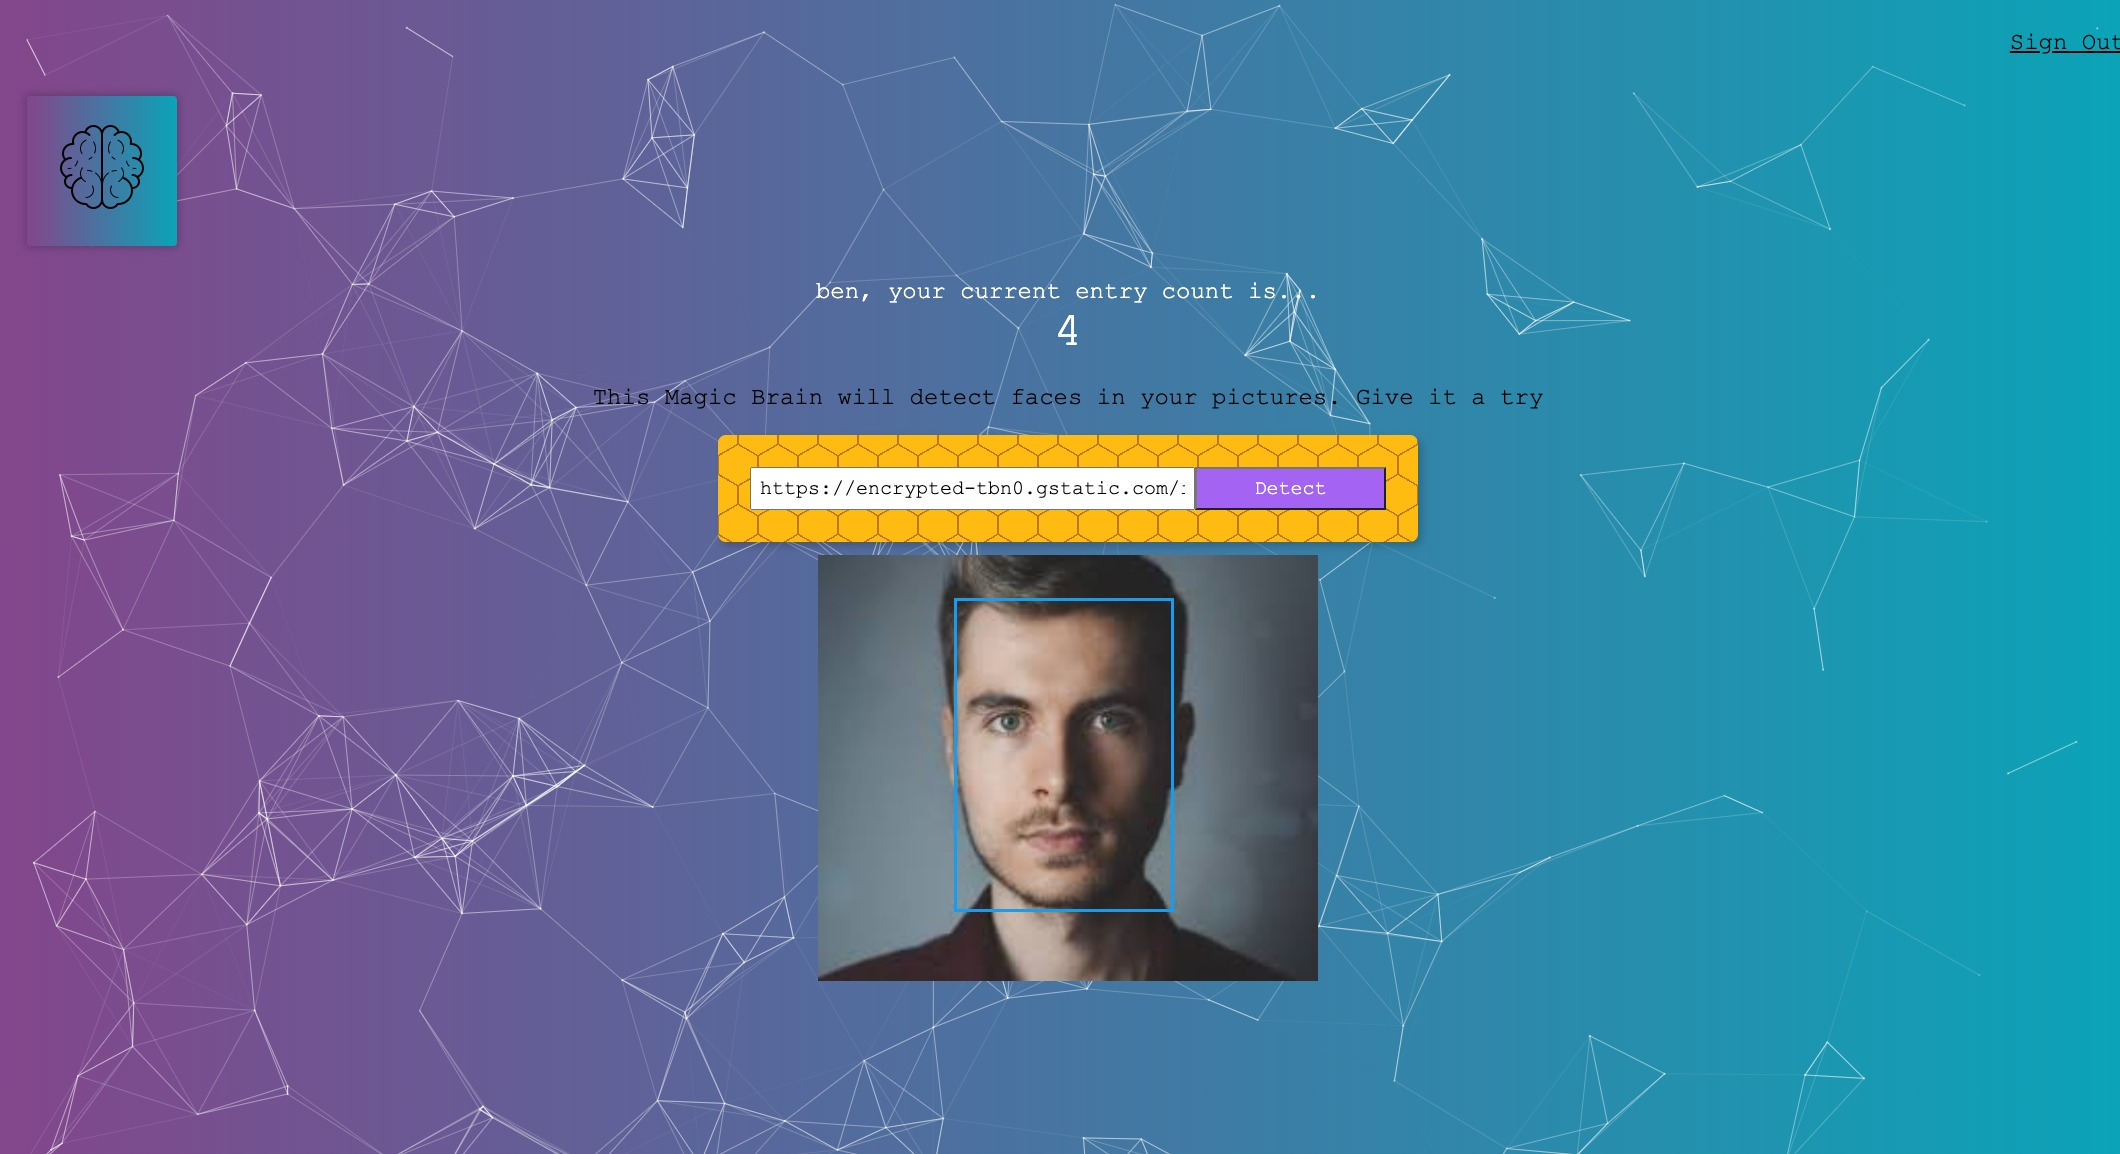 Sign Out
ben, your current entry count is...
4
This Magic Brain will detect faces in your pictures. Give it a try
https://encrypted-tbn0.gstatic.com/i
Detect